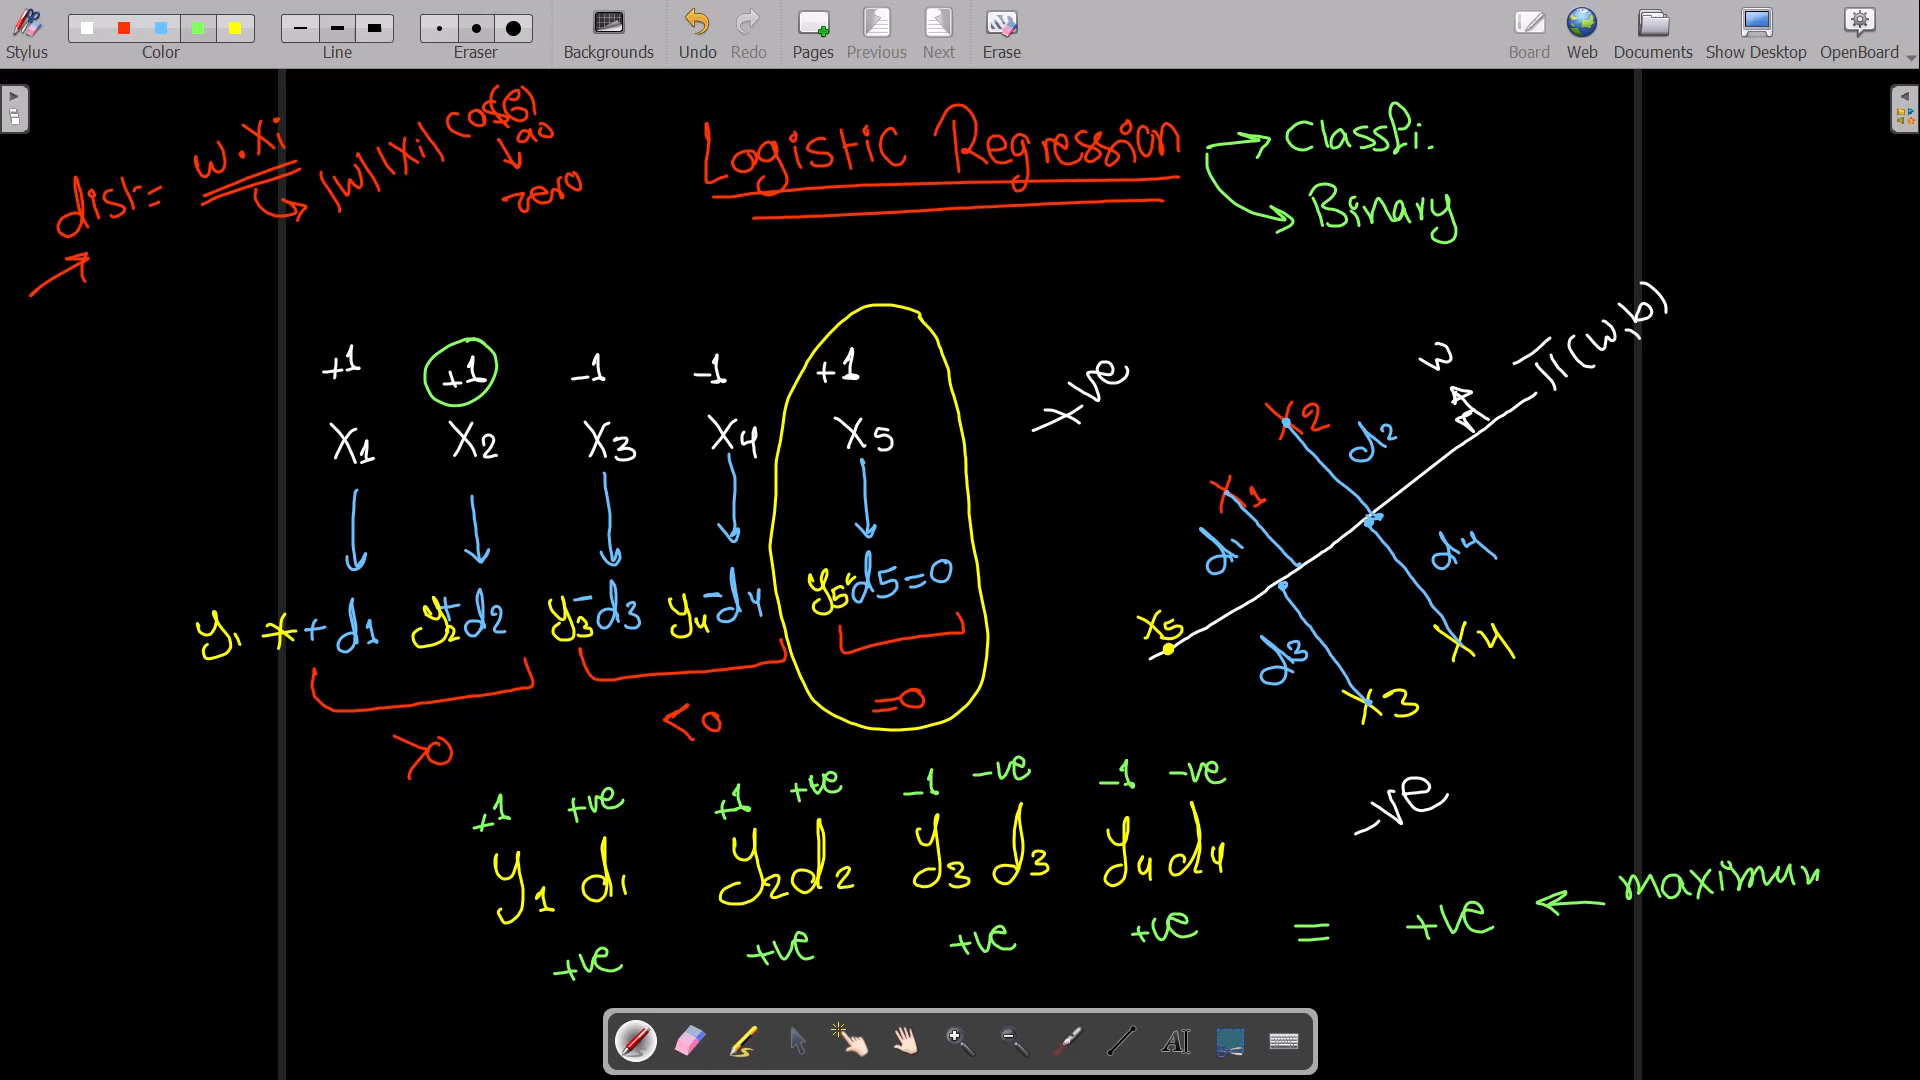 Stylus Color Line Eraser Backgrounds Undo Redo Pages Previous Next Erase Board Web Documents Show Desktop OpenBoard
dist = w.xi
|w| |xi| cos(θ)
90
zero
Logistic Regression
Classfi.
Binary
+1 +1 -1 -1 +1
X1 X2 X3 X4 X5
y1 * + d1 y2 + d2 y3 - d3 y4 - d4 y5 * d5 = 0
>0 <0 =0
+ve
w
π(w,b)
X2
d2
X1
d1
d4
X5
d3
X4
X3
-ve
+1 +ve +1 +ve -1 -ve -1 -ve
y1 d1 y2 d2 y3 d3 y4 d4
+ve +ve +ve +ve = +ve ← maximum
AI